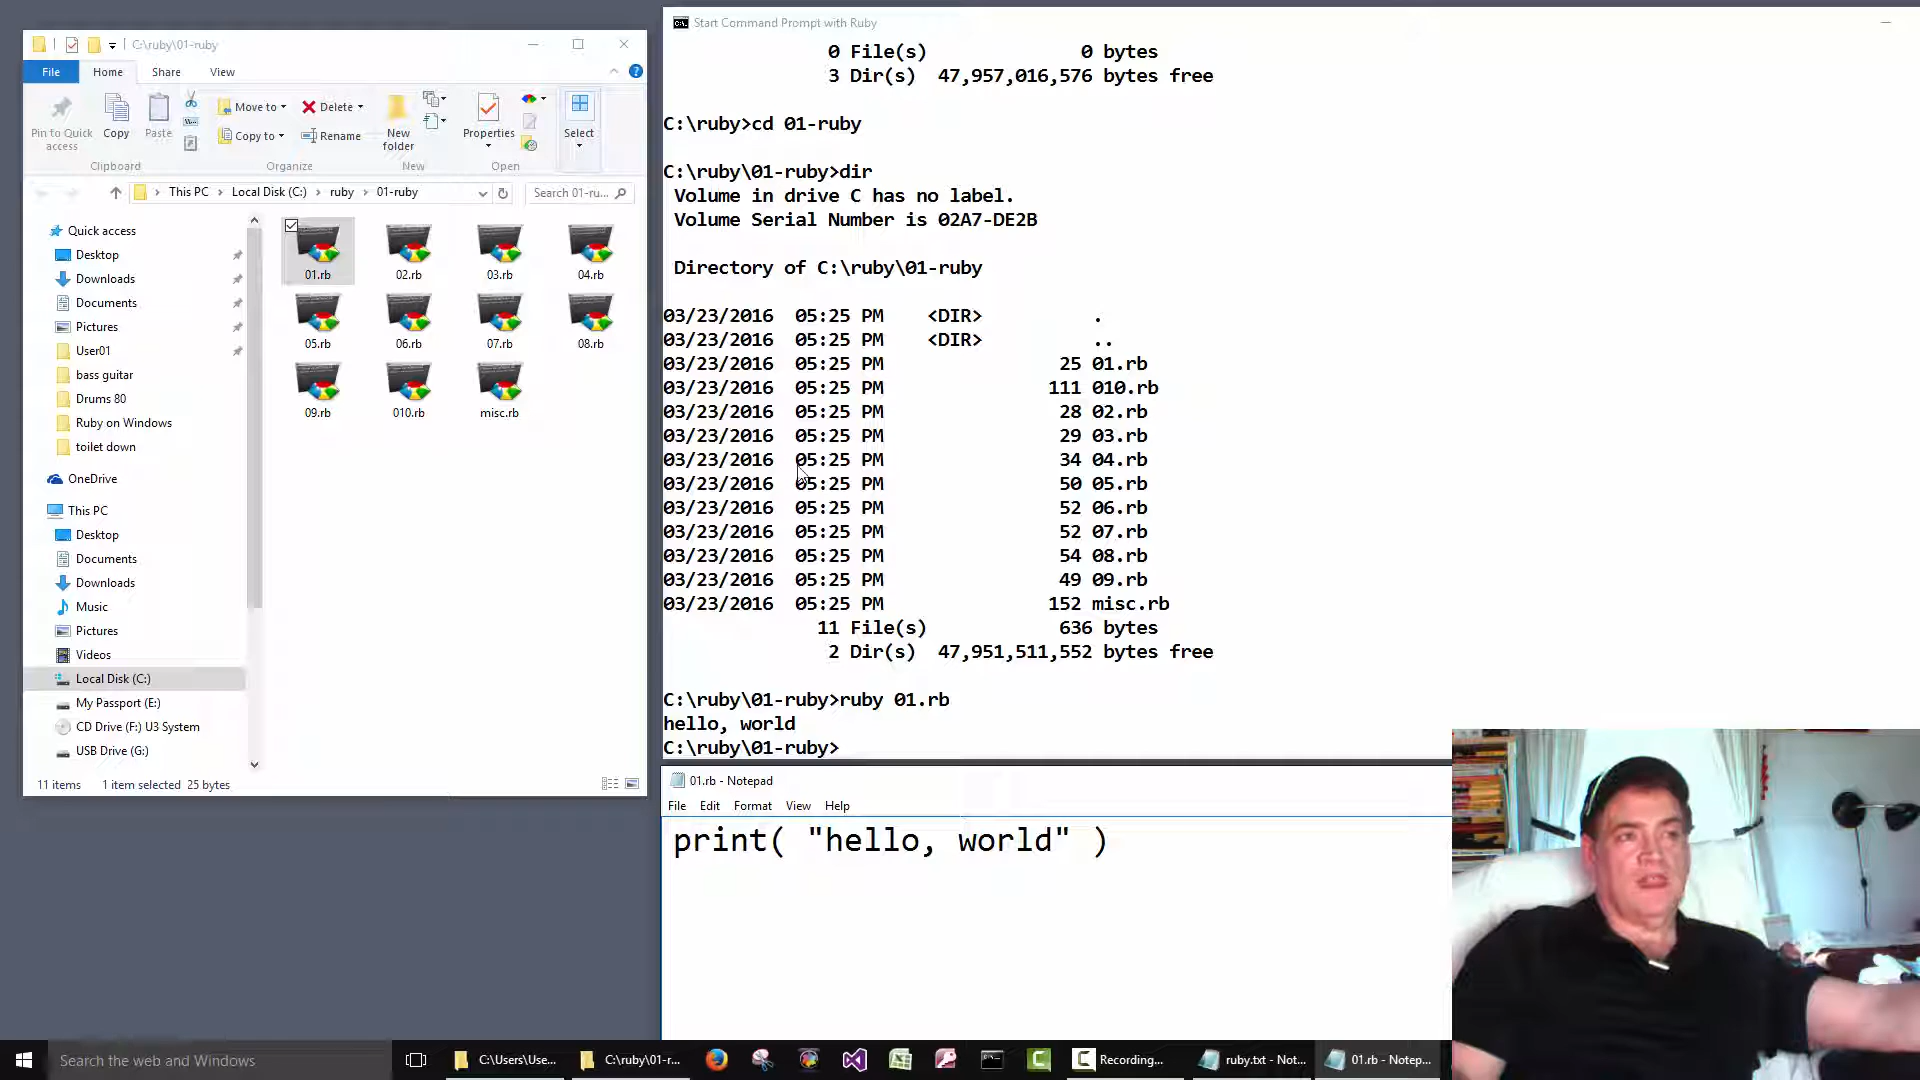 C:\ruby\01-ruby
File Home Share View
Pin to Quick access
Copy
Paste
Move to
Copy to
Delete
Rename
New folder
Properties
Select
Clipboard Organize New Open
This PC Local Disk (C:) ruby 01-ruby
Search 01-ru...
Quick access
Desktop
Downloads
Documents
Pictures
User01
bass guitar
Drums 80
Ruby on Windows
toilet down
OneDrive
This PC
Desktop
Documents
Downloads
Music
Pictures
Videos
Local Disk (C:)
My Passport (E:)
CD Drive (F:) U3 System
USB Drive (G:)
01.rb 02.rb 03.rb 04.rb
05.rb 06.rb 07.rb 08.rb
09.rb 010.rb misc.rb
11 items 1 item selected 25 bytes
Start Command Prompt with Ruby
0 File(s) 0 bytes
3 Dir(s) 47,957,016,576 bytes free
C:\ruby>cd 01-ruby
C:\ruby\01-ruby>dir
Volume in drive C has no label.
Volume Serial Number is 02A7-DE2B
Directory of C:\ruby\01-ruby
03/23/2016 05:25 PM <DIR> .
03/23/2016 05:25 PM <DIR> ..
03/23/2016 05:25 PM 25 01.rb
03/23/2016 05:25 PM 111 010.rb
03/23/2016 05:25 PM 28 02.rb
03/23/2016 05:25 PM 29 03.rb
03/23/2016 05:25 PM 34 04.rb
03/23/2016 05:25 PM 50 05.rb
03/23/2016 05:25 PM 52 06.rb
03/23/2016 05:25 PM 52 07.rb
03/23/2016 05:25 PM 54 08.rb
03/23/2016 05:25 PM 49 09.rb
03/23/2016 05:25 PM 152 misc.rb
11 File(s) 636 bytes
2 Dir(s) 47,951,511,552 bytes free
C:\ruby\01-ruby>ruby 01.rb
hello, world
C:\ruby\01-ruby>
01.rb - Notepad
File Edit Format View Help
print( "hello, world" )
Search the web and Windows
C:\Users\Use...
C:\ruby\01-r...
Recording...
ruby.txt - Not...
01.rb - Notep...